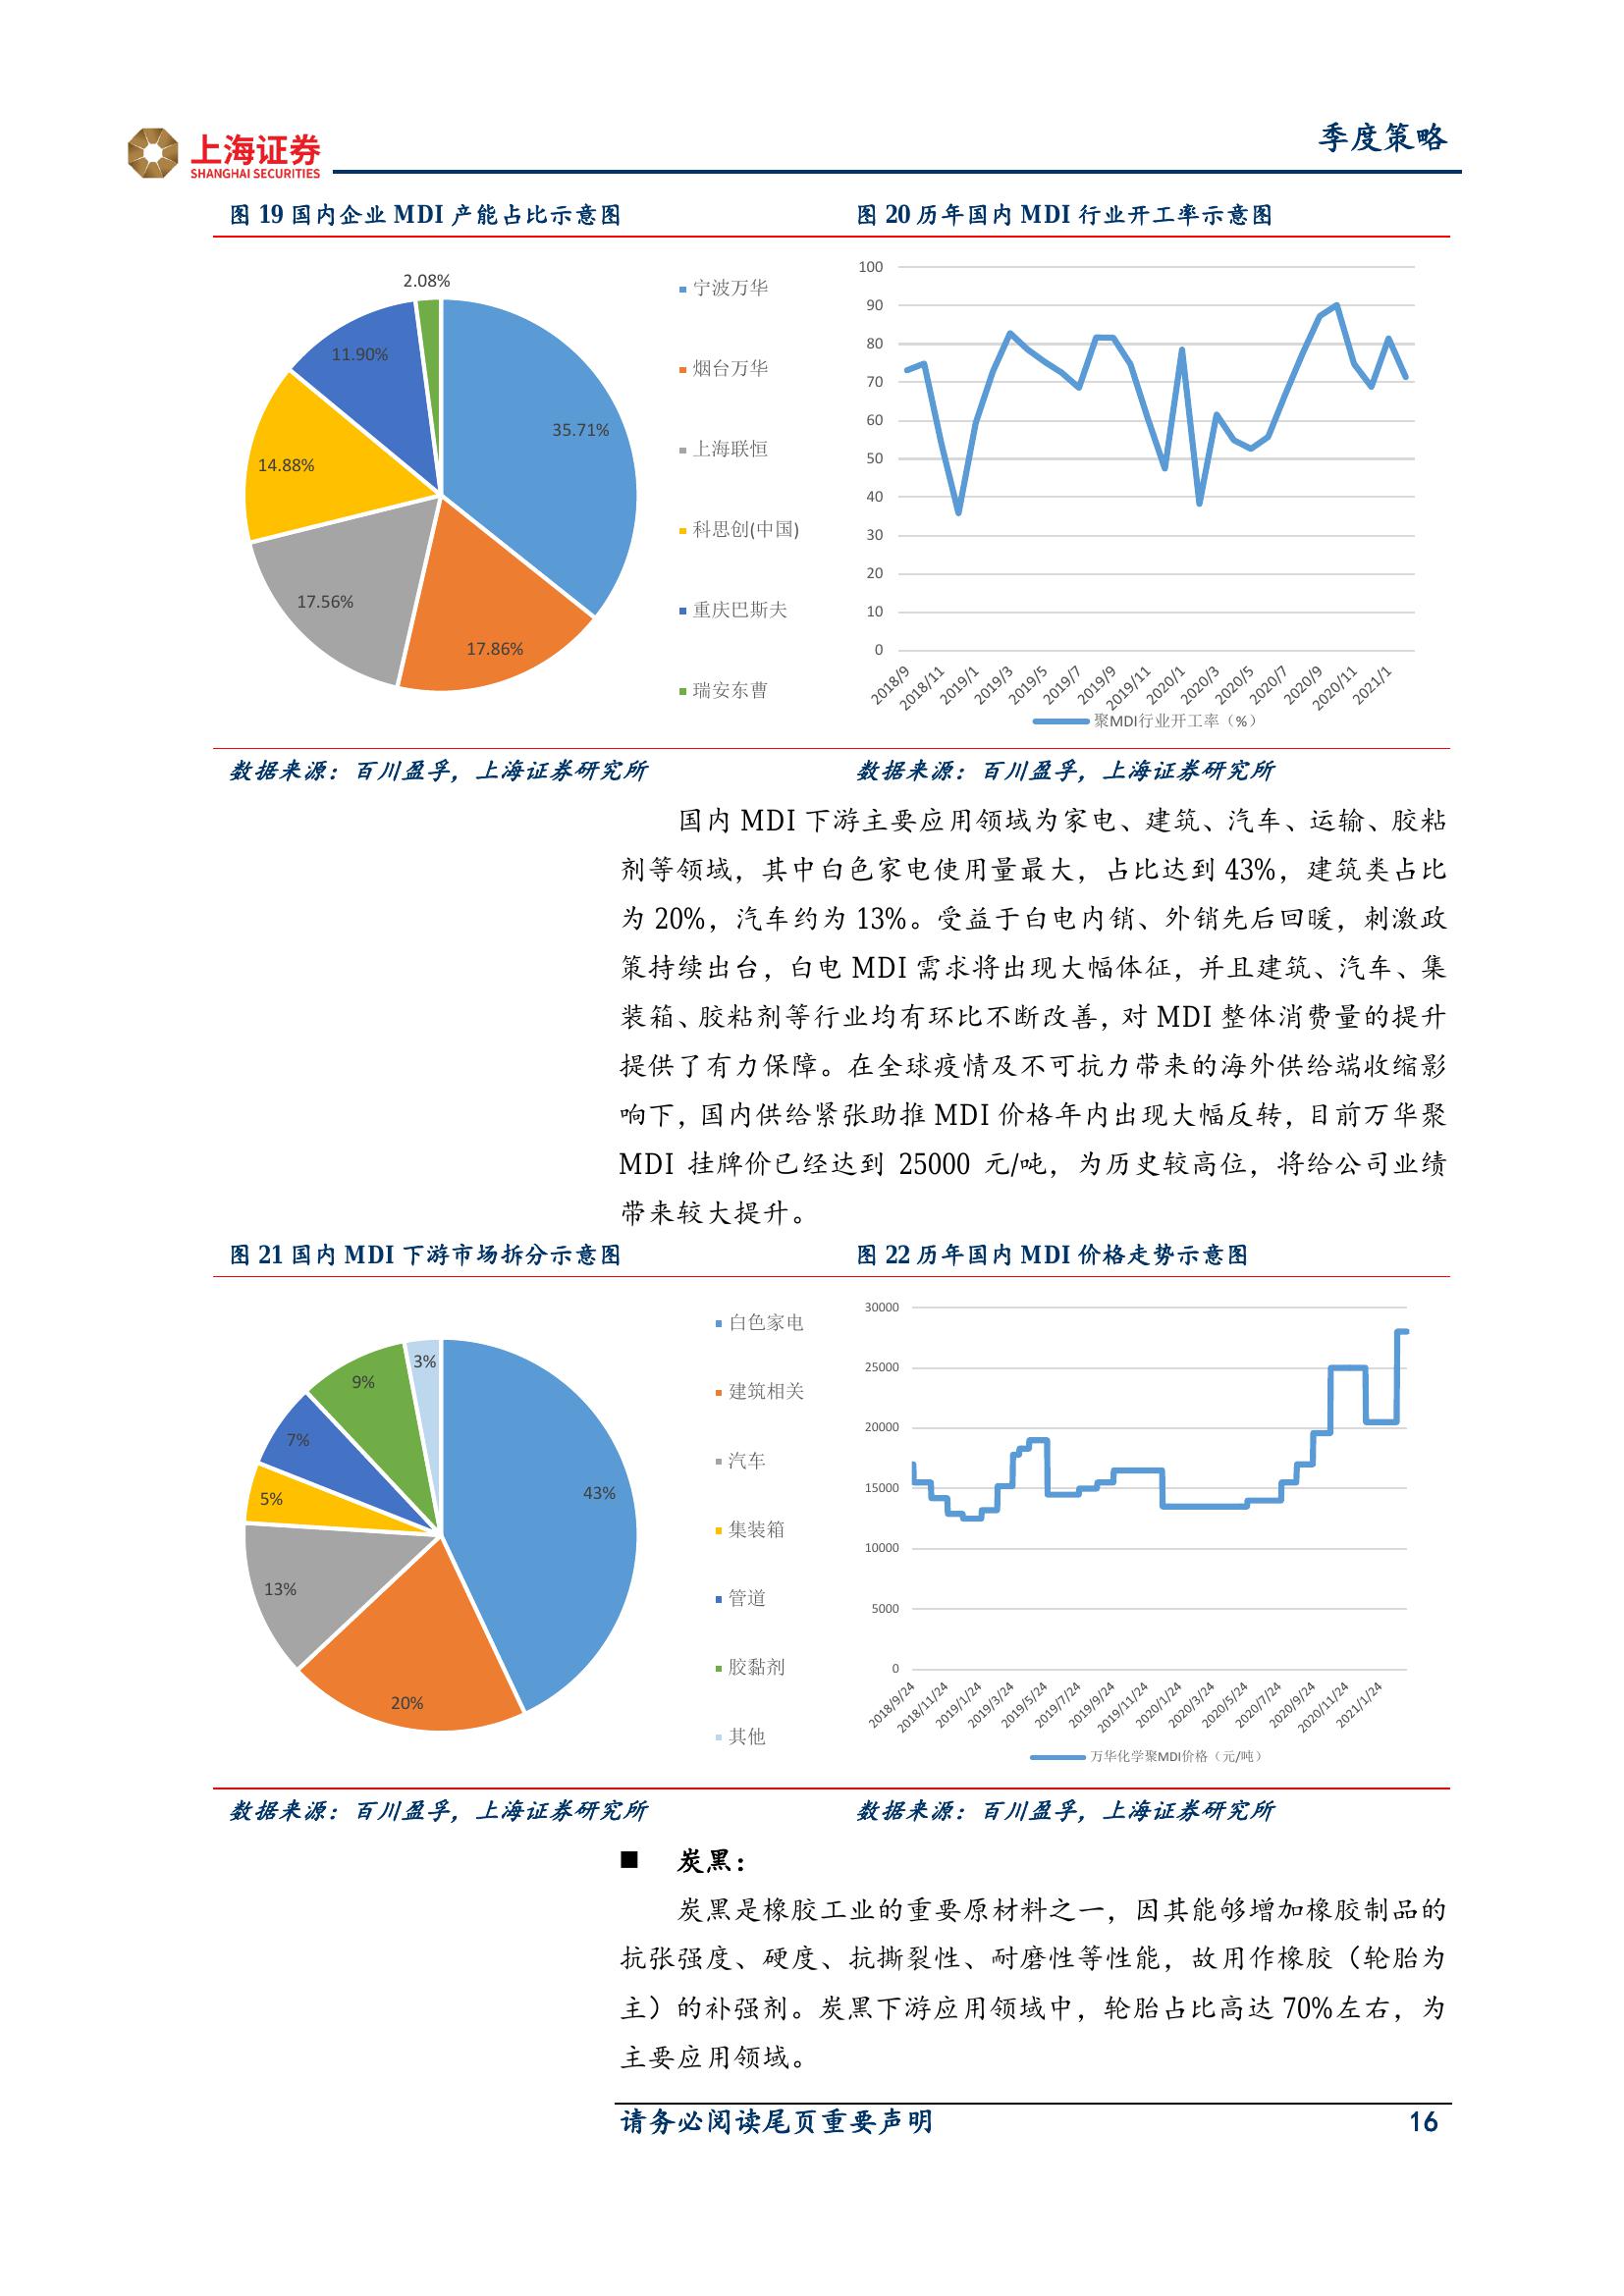 上海证券
SHANGHAI SECURITIES
季度策略
图 19 国内企业 MDI 产能占比示意图
2.08%
11.90%
35.71%
14.88%
17.56%
17.86%
宁波万华
烟台万华
上海联恒
科思创(中国)
重庆巴斯夫
瑞安东曹
图 20 历年国内 MDI 行业开工率示意图
100
90
80
70
60
50
40
30
20
10
0
2018/9
2018/11
2019/1
2019/3
2019/5
2019/7
2019/9
2019/11
2020/1
2020/3
2020/5
2020/7
2020/9
2020/11
2021/1
聚MDI行业开工率（%）
数据来源：百川盈孚，上海证券研究所
数据来源：百川盈孚，上海证券研究所
国内 MDI 下游主要应用领域为家电、建筑、汽车、运输、胶粘
剂等领域，其中白色家电使用量最大，占比达到 43%，建筑类占比
为 20%，汽车约为 13%。受益于白电内销、外销先后回暖，刺激政
策持续出台，白电 MDI 需求将出现大幅体征，并且建筑、汽车、集
装箱、胶粘剂等行业均有环比不断改善，对 MDI 整体消费量的提升
提供了有力保障。在全球疫情及不可抗力带来的海外供给端收缩影
响下，国内供给紧张助推 MDI 价格年内出现大幅反转，目前万华聚
MDI 挂牌价已经达到 25000 元/吨，为历史较高位，将给公司业绩
带来较大提升。
图 21 国内 MDI 下游市场拆分示意图
3%
9%
7%
43%
5%
13%
20%
白色家电
建筑相关
汽车
集装箱
管道
胶黏剂
其他
图 22 历年国内 MDI 价格走势示意图
30000
25000
20000
15000
10000
5000
0
2018/9/24
2018/11/24
2019/1/24
2019/3/24
2019/5/24
2019/7/24
2019/9/24
2019/11/24
2020/1/24
2020/3/24
2020/5/24
2020/7/24
2020/9/24
2020/11/24
2021/1/24
万华化学聚MDI价格（元/吨）
数据来源：百川盈孚，上海证券研究所
数据来源：百川盈孚，上海证券研究所
■ 炭黑：
炭黑是橡胶工业的重要原材料之一，因其能够增加橡胶制品的
抗张强度、硬度、抗撕裂性、耐磨性等性能，故用作橡胶（轮胎为
主）的补强剂。炭黑下游应用领域中，轮胎占比高达 70%左右，为
主要应用领域。
请务必阅读尾页重要声明
16